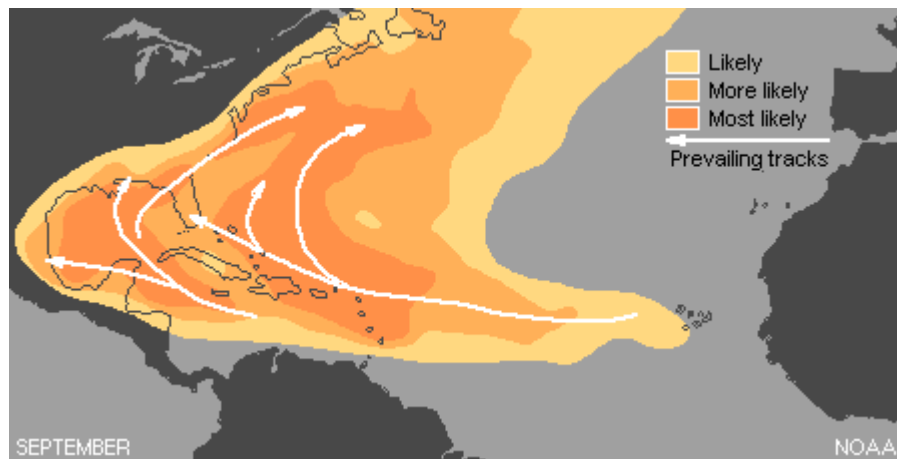 Likely
More likely
Most likely
Prevailing tracks
SEPTEMBER
NOAA